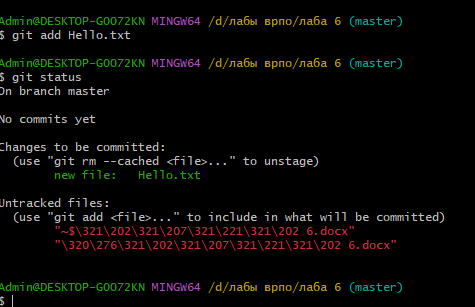 Admin@DESKTOP-GOO72KN MINGW64 /d/лабы врпо/лаба 6 (master)
$ git add Hello.txt
Admin@DESKTOP-GOO72KN MINGW64 /d/лабы врпо/лаба 6 (master)
$ git status
On branch master
No commits yet
Changes to be committed:
  (use "git rm --cached <file>..." to unstage)
        new file:   Hello.txt
Untracked files:
  (use "git add <file>..." to include in what will be committed)
        "~$\321\202\321\207\321\221\321\202 6.docx"
        "\320\276\321\202\321\207\321\221\321\202 6.docx"
Admin@DESKTOP-GOO72KN MINGW64 /d/лабы врпо/лаба 6 (master)
$